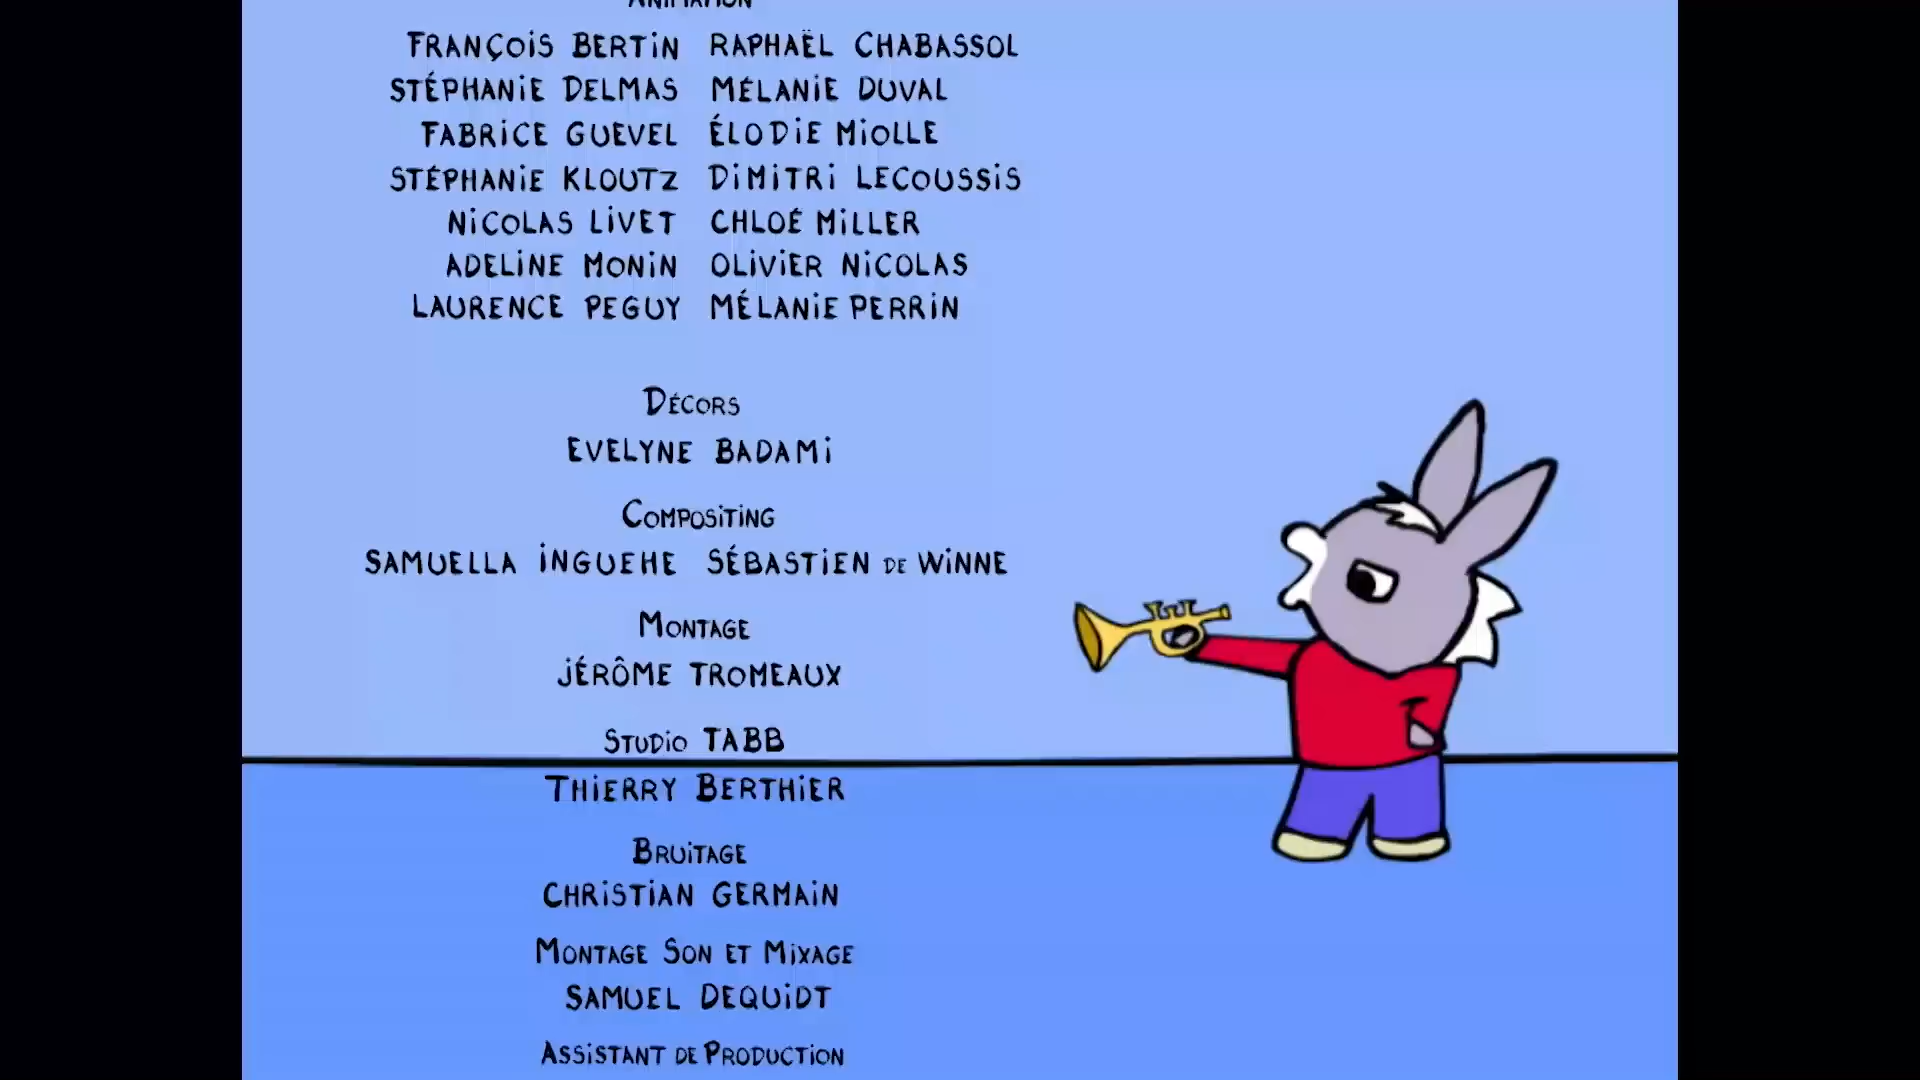 ANIMATION
FRANÇOIS BERTIN RAPHAËL CHABASSOL
STÉPHANIE DELMAS MÉLANIE DUVAL
FABRICE GUEVEL ÉLODIE MIOLLE
STÉPHANIE KLOUTZ DIMITRI LECOUSSIS
NICOLAS LIVET CHLOÉ MILLER
ADELINE MONIN OLIVIER NICOLAS
LAURENCE PEGUY MÉLANIE PERRIN
DÉCORS
EVELYNE BADAMI
COMPOSITING
SAMUELLA INGUEHE SÉBASTIEN DE WINNE
MONTAGE
JÉRÔME TROMEAUX
STUDIO TABB
THIERRY BERTHIER
BRUITAGE
CHRISTIAN GERMAIN
MONTAGE SON ET MIXAGE
SAMUEL DEQUIDT
ASSISTANT DE PRODUCTION